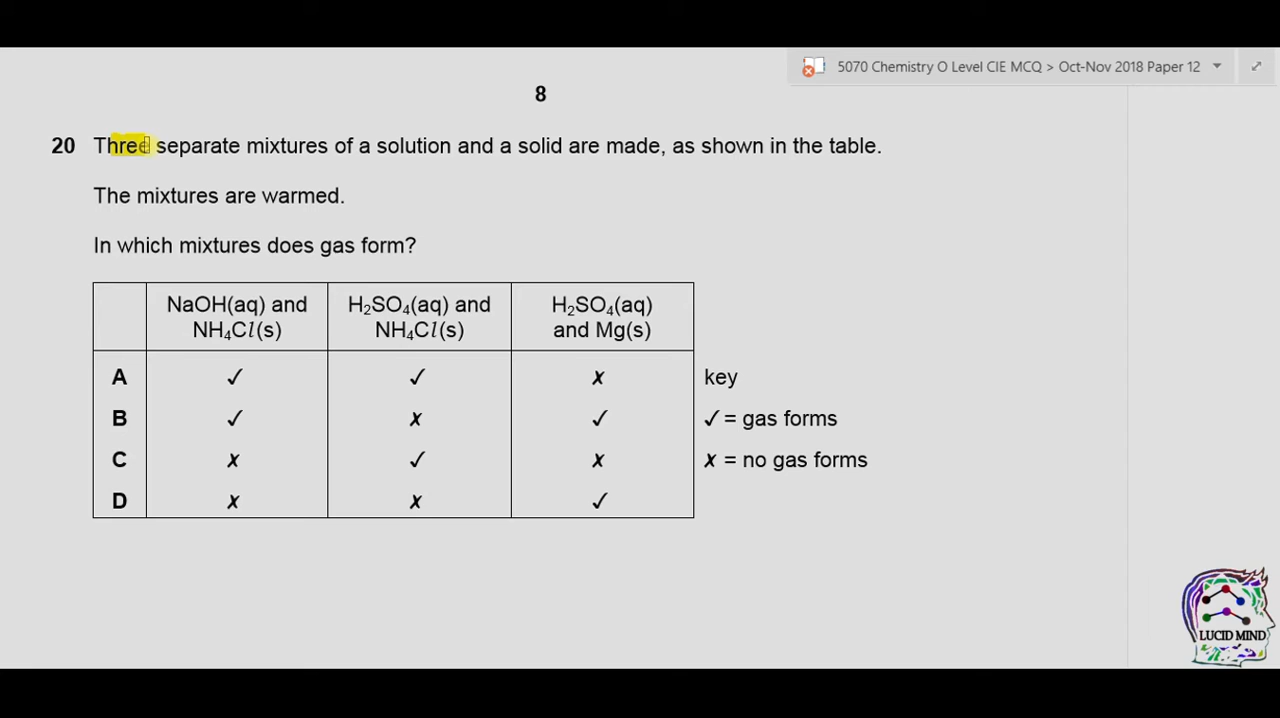 5070 Chemistry O Level CIE MCQ > Oct-Nov 2018 Paper 12
8
20 Three separate mixtures of a solution and a solid are made, as shown in the table.
The mixtures are warmed.
In which mixtures does gas form?
NaOH(aq) and NH₄Cl(s) H₂SO₄(aq) and NH₄Cl(s) H₂SO₄(aq) and Mg(s)
A ✓ ✓ ✗ key
B ✓ ✗ ✓ ✓ = gas forms
C ✗ ✓ ✗ ✗ = no gas forms
D ✗ ✗ ✓
LUCID MIND